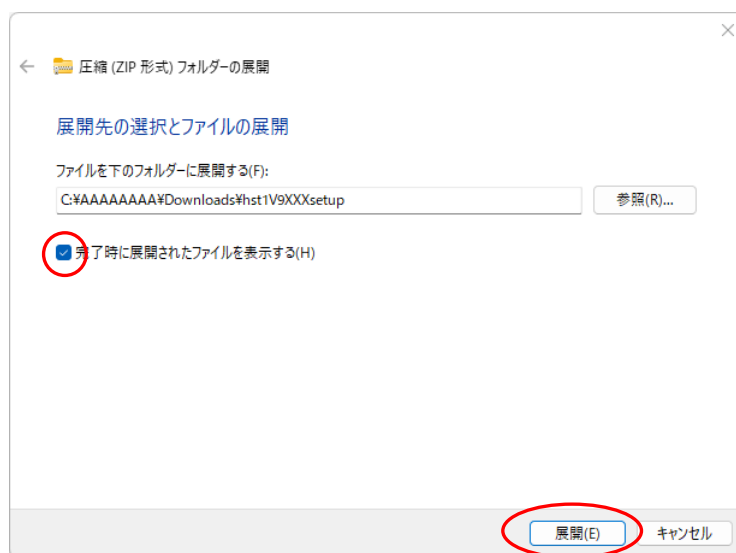 圧縮 (ZIP 形式) フォルダーの展開
展開先の選択とファイルの展開
ファイルを下のフォルダーに展開する(F):
C:¥AAAAAAAA¥Downloads¥hst1V9XXXsetup
参照(R)...
完了時に展開されたファイルを表示する(H)
展開(E)
キャンセル